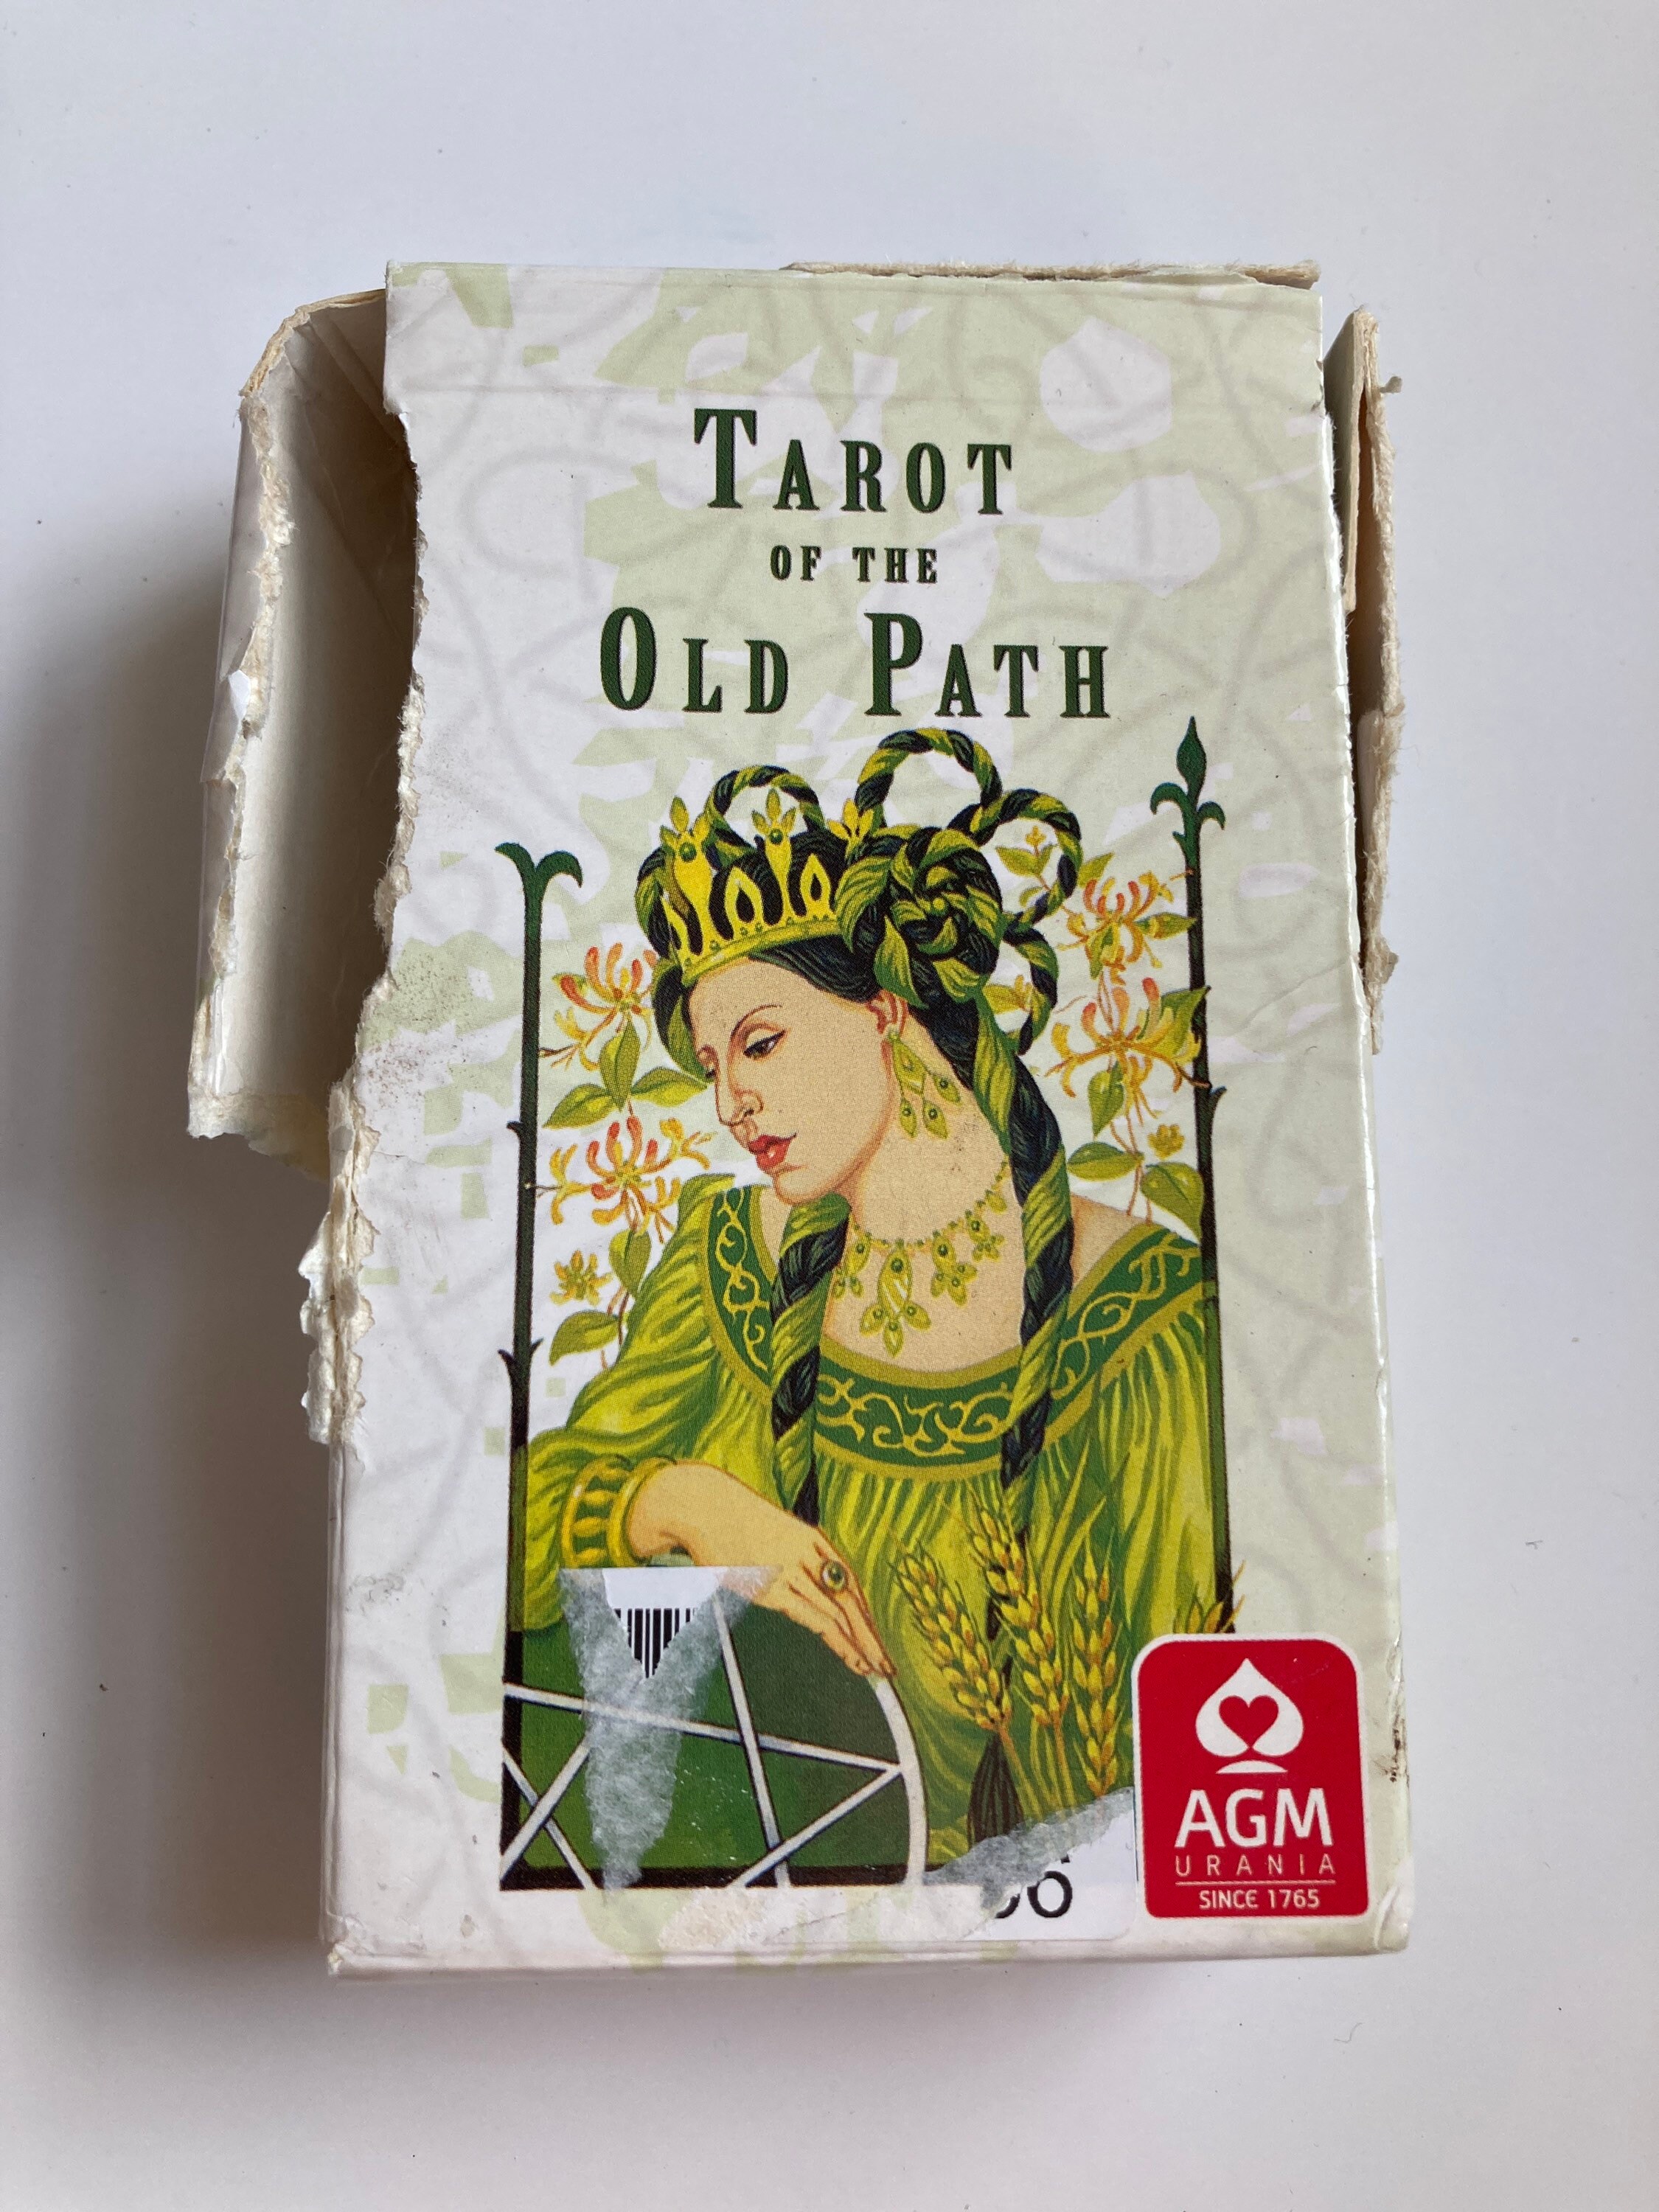 TAROT
OF THE
OLD PATH
AGM
URANIA
SINCE 1765